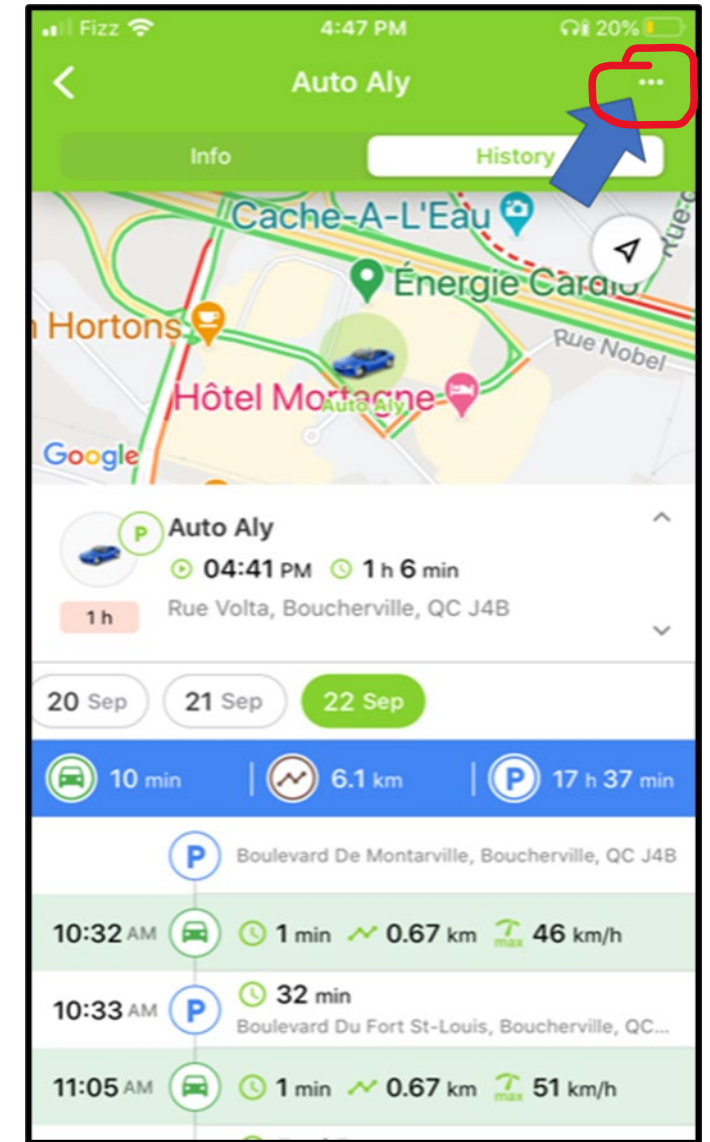 Fizz 4:47 PM 20%
Auto Aly
Info History
Cache-A-L'Eau
Énergie Cardio
Hortons
Rue Nobel
Hôtel Mortagne
Auto Aly
Google
P Auto Aly
04:41 PM 1 h 6 min
1 h Rue Volta, Boucherville, QC J4B
20 Sep 21 Sep 22 Sep
10 min 6.1 km P 17 h 37 min
P Boulevard De Montarville, Boucherville, QC J4B
10:32 AM 1 min 0.67 km max 46 km/h
10:33 AM P 32 min
Boulevard Du Fort St-Louis, Boucherville, QC...
11:05 AM 1 min 0.67 km max 51 km/h